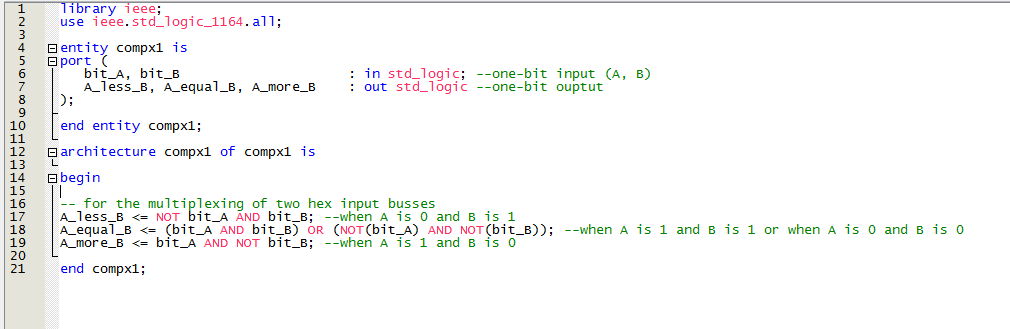 1 library ieee;
2 use ieee.std_logic_1164.all;
3
4 entity compx1 is
5 port (
6 bit_A, bit_B : in std_logic; --one-bit input (A, B)
7 A_less_B, A_equal_B, A_more_B : out std_logic --one-bit ouptut
8 );
9
10 end entity compx1;
11
12 architecture compx1 of compx1 is
13
14 begin
15
16 -- for the multiplexing of two hex input busses
17 A_less_B <= NOT bit_A AND bit_B; --when A is 0 and B is 1
18 A_equal_B <= (bit_A AND bit_B) OR (NOT(bit_A) AND NOT(bit_B)); --when A is 1 and B is 1 or when A is 0 and B is 0
19 A_more_B <= bit_A AND NOT bit_B; --when A is 1 and B is 0
20
21 end compx1;